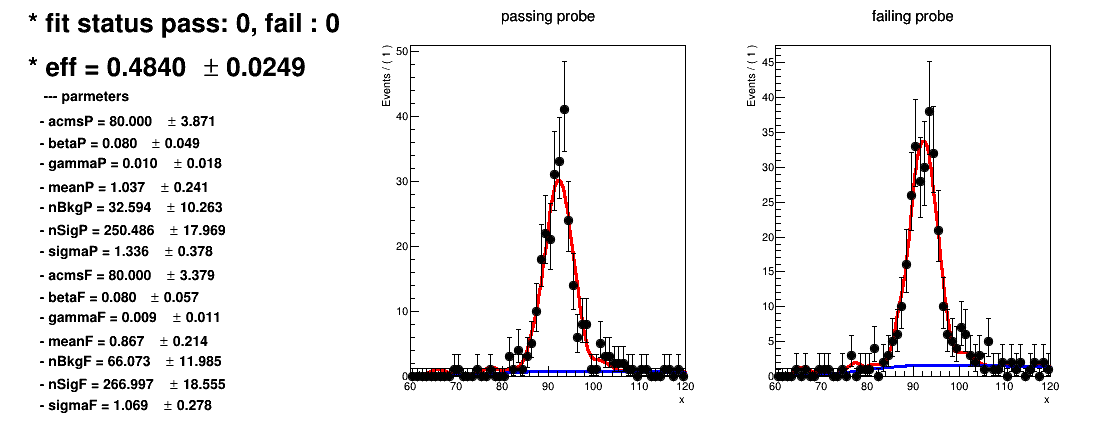 * fit status pass: 0, fail : 0
* eff = 0.4840 ± 0.0249
--- parmeters
- acmsP = 80.000 ± 3.871
- betaP = 0.080 ± 0.049
- gammaP = 0.010 ± 0.018
- meanP = 1.037 ± 0.241
- nBkgP = 32.594 ± 10.263
- nSigP = 250.486 ± 17.969
- sigmaP = 1.336 ± 0.378
- acmsF = 80.000 ± 3.379
- betaF = 0.080 ± 0.057
- gammaF = 0.009 ± 0.011
- meanF = 0.867 ± 0.214
- nBkgF = 66.073 ± 11.985
- nSigF = 266.997 ± 18.555
- sigmaF = 1.069 ± 0.278
passing probe
Events / ( 1 )
50
40
30
20
10
0
60 70 80 90 100 110 120
x
failing probe
Events / ( 1 )
45
40
35
30
25
20
15
10
5
0
60 70 80 90 100 110 120
x